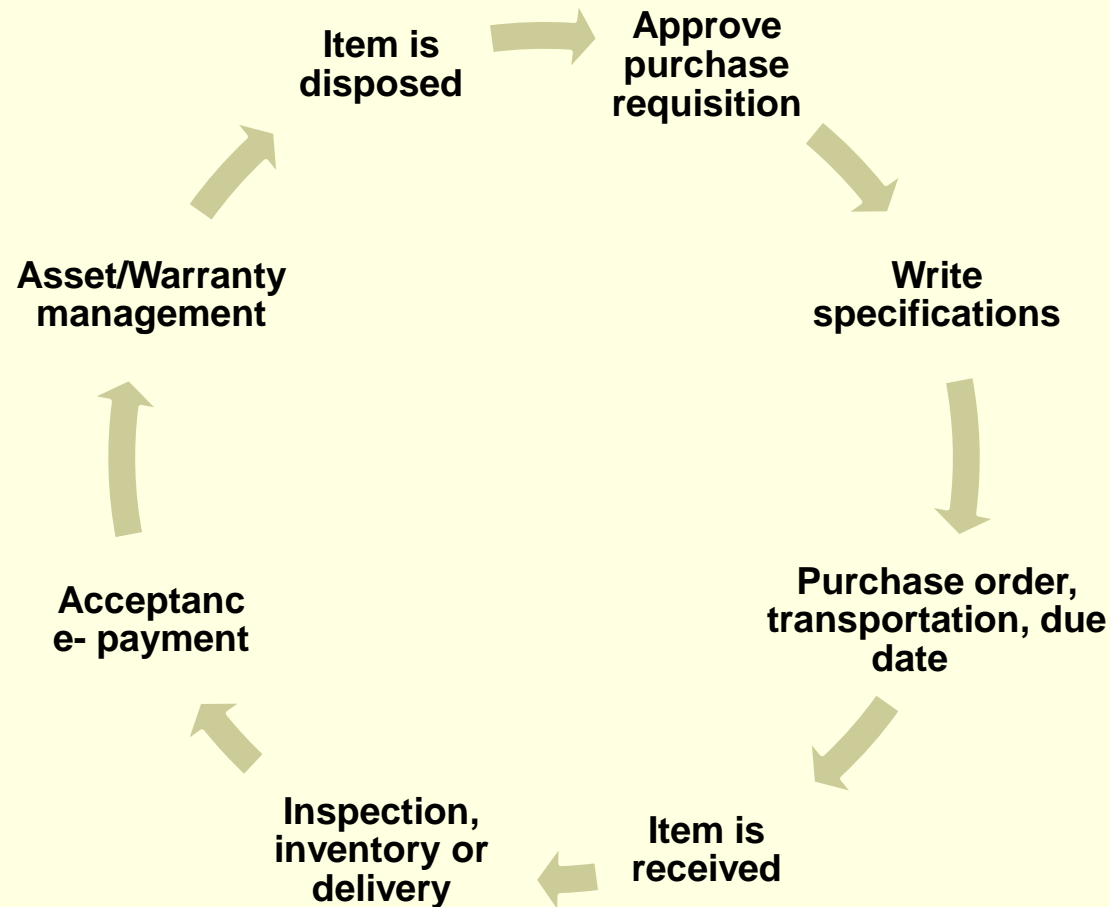 Approve
purchase
requisition
Write
specifications
Purchase order,
transportation, due
date
Item is
received
Inspection,
inventory or
delivery
Acceptanc
e- payment
Asset/Warranty
management
Item is
disposed